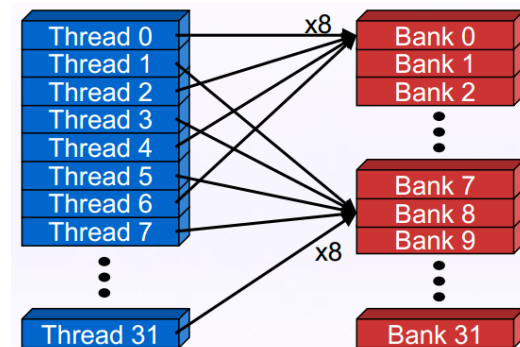 Thread 0
Thread 1
Thread 2
Thread 3
Thread 4
Thread 5
Thread 6
Thread 7
Thread 31
x8
x8
Bank 0
Bank 1
Bank 2
Bank 7
Bank 8
Bank 9
Bank 31